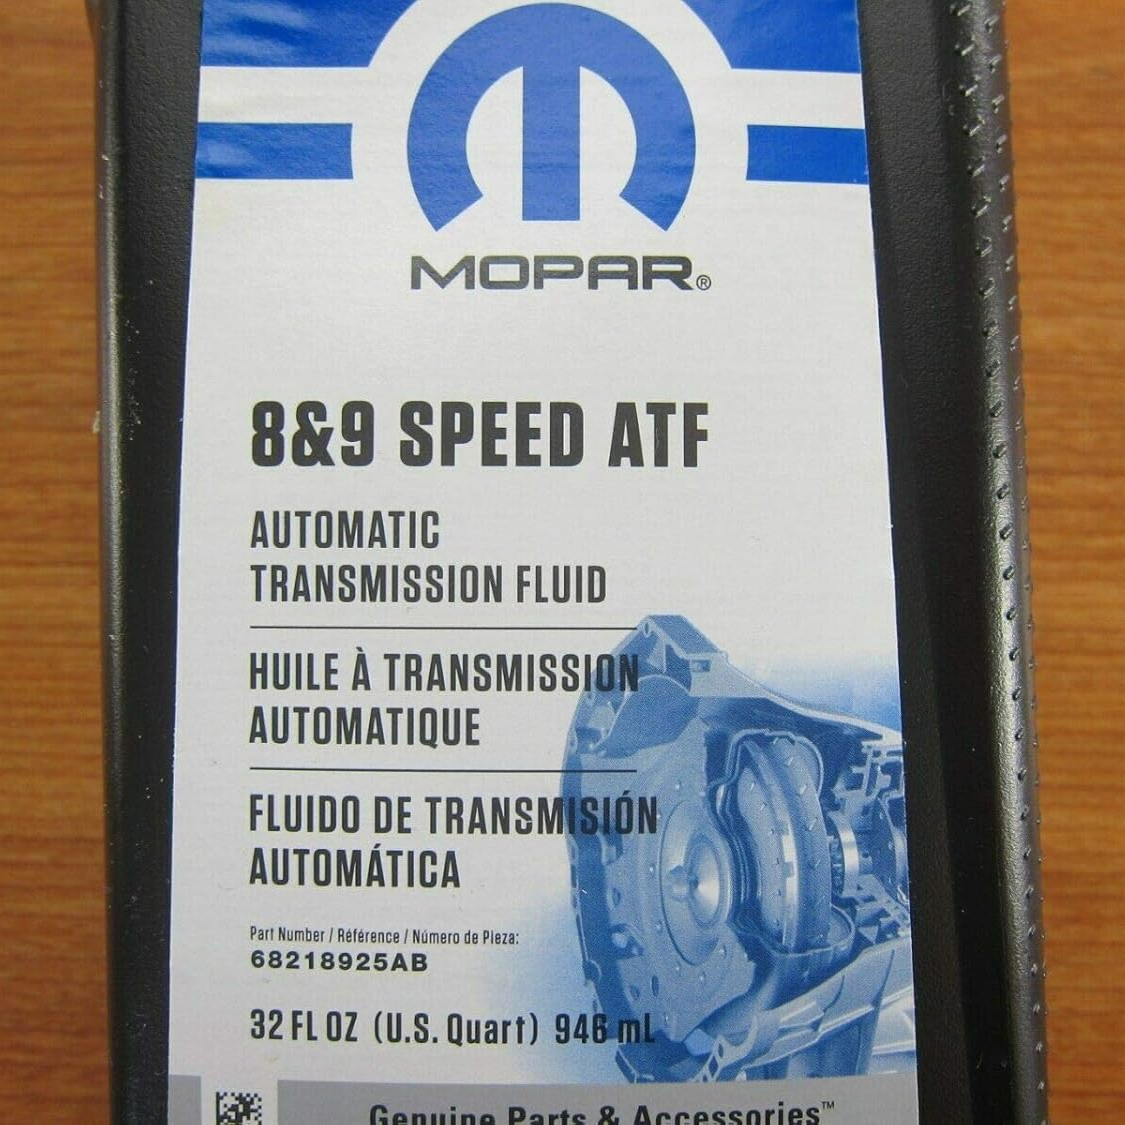 MOPAR®
8&9 SPEED ATF
AUTOMATIC
TRANSMISSION FLUID
HUILE À TRANSMISSION
AUTOMATIQUE
FLUIDO DE TRANSMISIÓN
AUTOMÁTICA
Part Number / Référence / Número de Pieza:
68218925AB
32 FL OZ (U.S. Quart) 946 mL
Genuine Parts & Accessories™